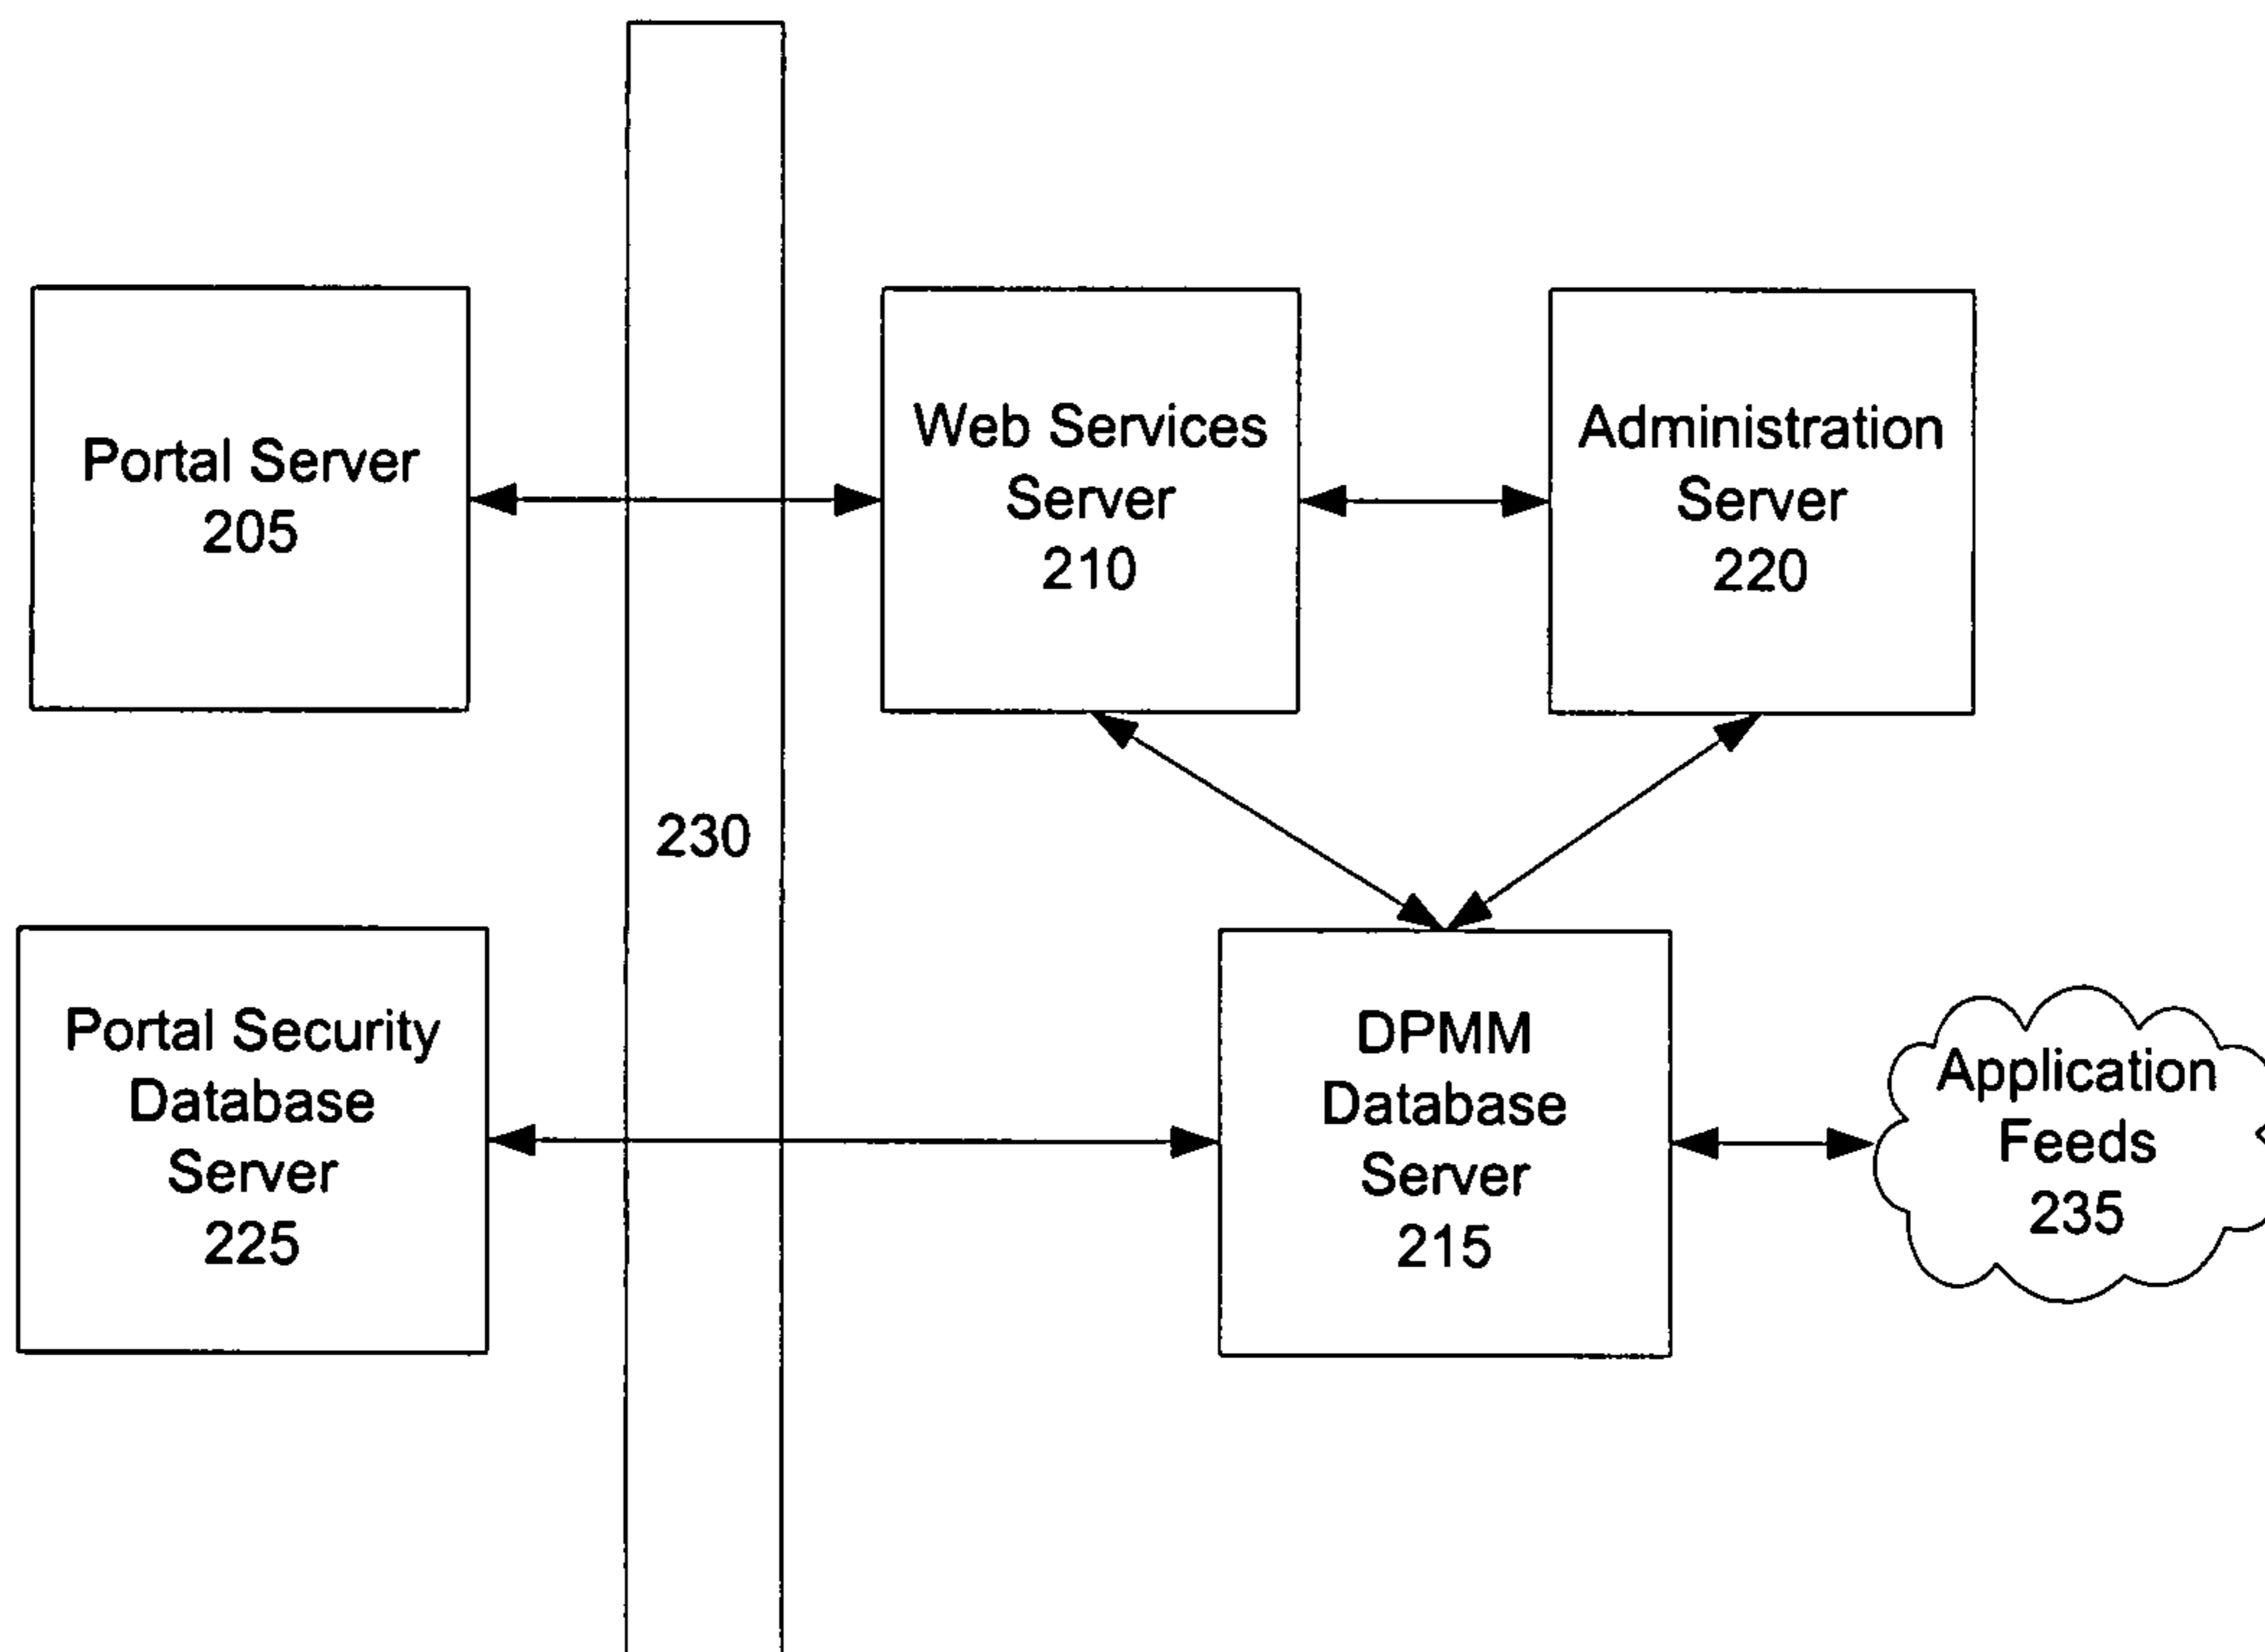 Portal Server
205
Web Services
Server
210
Administration
Server
220
230
Portal Security
Database
Server
225
DPMM
Database
Server
215
Application
Feeds
235